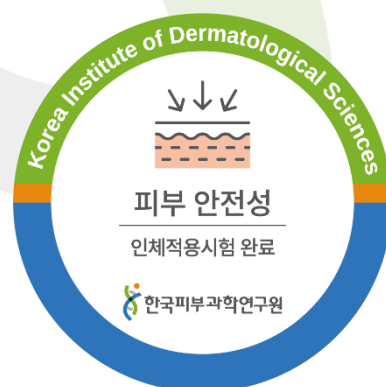 Korea Institute of Dermatological Sciences
피부 안전성
인체적용시험 완료
한국피부과학연구원